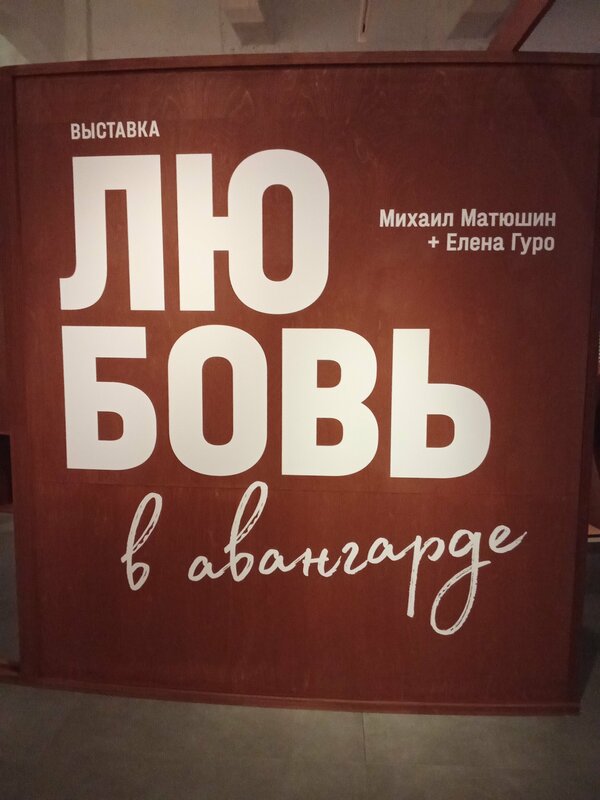 ВЫСТАВКА
ЛЮ
Михаил Матюшин
+ Елена Гуро
БОВЬ
в авангарде